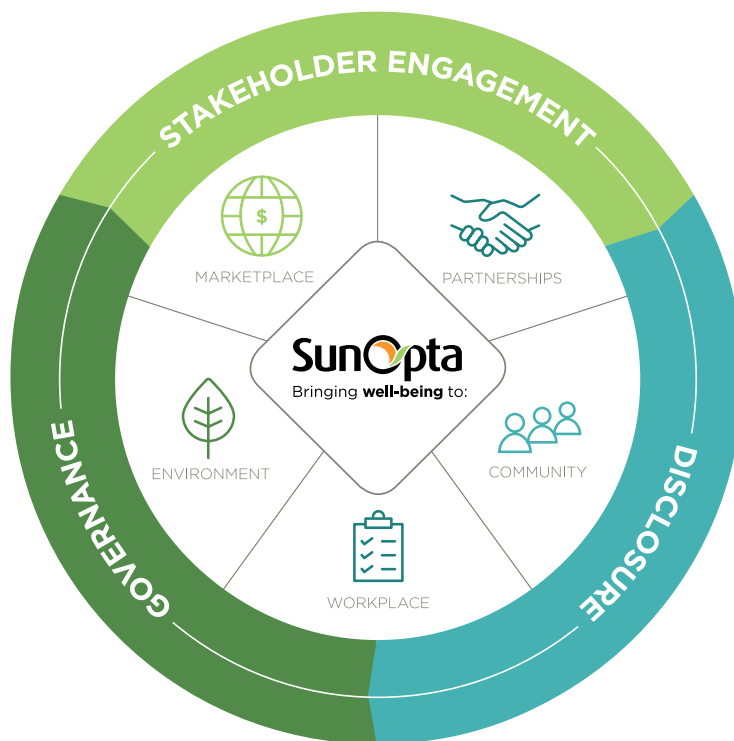 STAKEHOLDER ENGAGEMENT
$
MARKETPLACE
PARTNERSHIPS
SunOpta
Bringing well-being to:
ENVIRONMENT
COMMUNITY
WORKPLACE
GOVERNANCE
DISCLOSURE